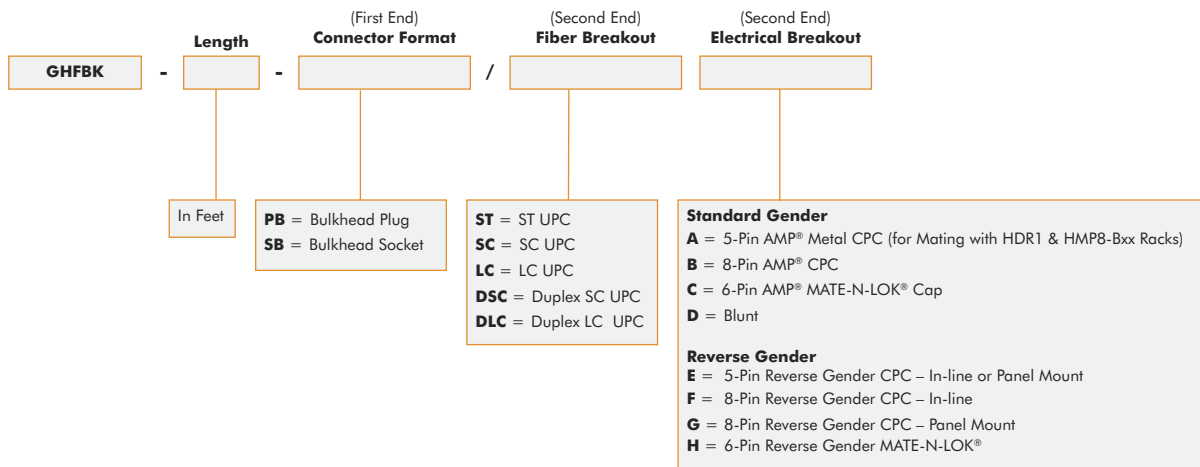 (First End) (Second End) (Second End)
Length Connector Format Fiber Breakout Electrical Breakout
GHFBK - - /
In Feet
PB = Bulkhead Plug
SB = Bulkhead Socket
ST = ST UPC
SC = SC UPC
LC = LC UPC
DSC = Duplex SC UPC
DLC = Duplex LC UPC
Standard Gender
A = 5-Pin AMP® Metal CPC (for Mating with HDR1 & HMP8-Bxx Racks)
B = 8-Pin AMP® CPC
C = 6-Pin AMP® MATE-N-LOK® Cap
D = Blunt
Reverse Gender
E = 5-Pin Reverse Gender CPC – In-line or Panel Mount
F = 8-Pin Reverse Gender CPC – In-line
G = 8-Pin Reverse Gender CPC – Panel Mount
H = 6-Pin Reverse Gender MATE-N-LOK®